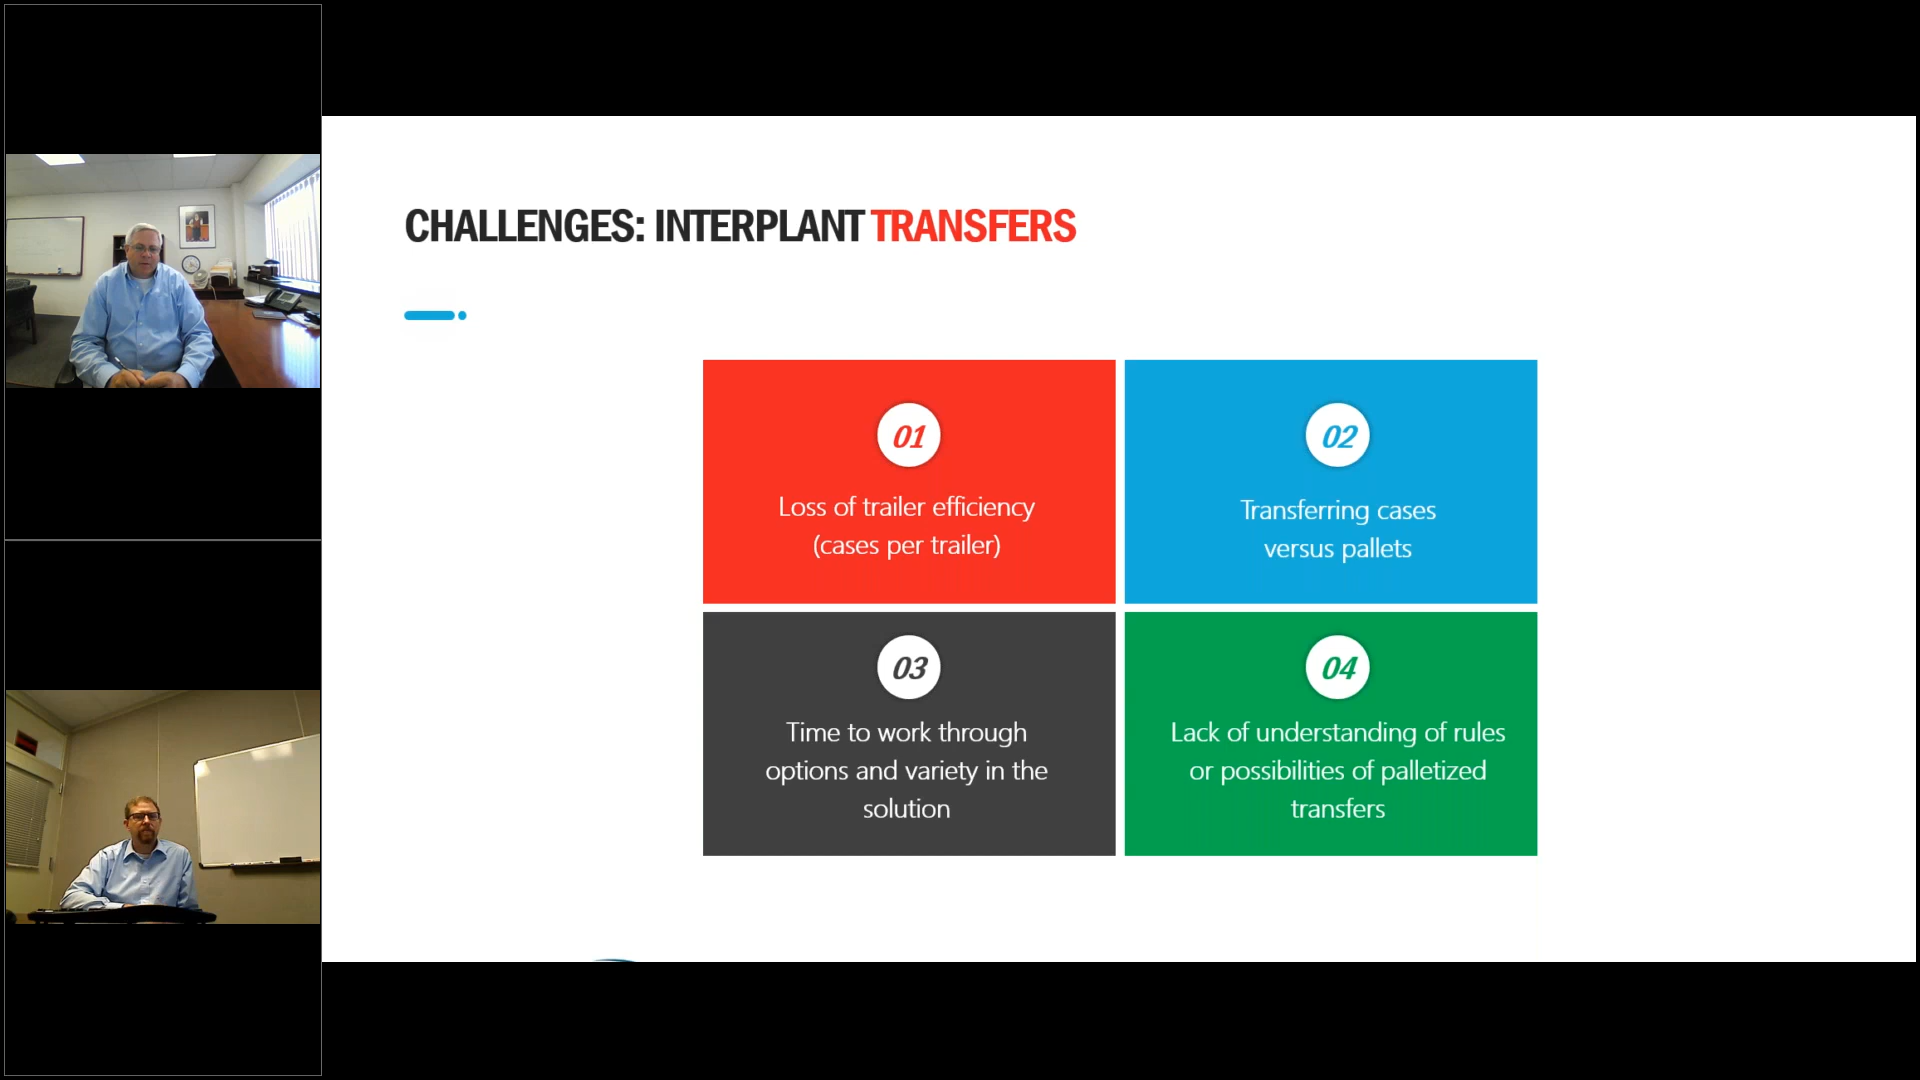 CHALLENGES: INTERPLANT TRANSFERS
01
Loss of trailer efficiency
(cases per trailer)
02
Transferring cases
versus pallets
03
Time to work through
options and variety in the
solution
04
Lack of understanding of rules
or possibilities of palletized
transfers